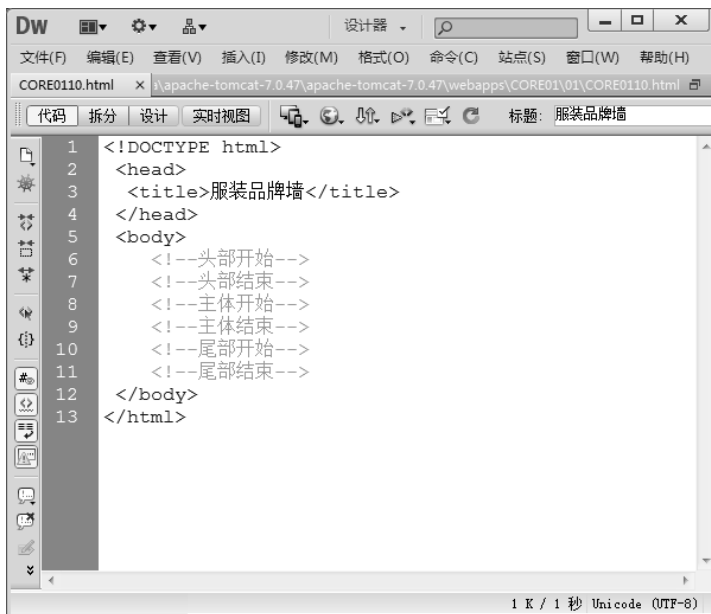 Dw 设计器
文件(F) 编辑(E) 查看(V) 插入(I) 修改(M) 格式(O) 命令(C) 站点(S) 窗口(W) 帮助(H)
CORE0110.html × \apache-tomcat-7.0.47\apache-tomcat-7.0.47\webapps\CORE01\01\CORE0110.html
代码 拆分 设计 实时视图 标题: 服装品牌墙
1 <!DOCTYPE html>
2 <head>
3 <title>服装品牌墙</title>
4 </head>
5 <body>
6 <!--头部开始-->
7 <!--头部结束-->
8 <!--主体开始-->
9 <!--主体结束-->
10 <!--尾部开始-->
11 <!--尾部结束-->
12 </body>
13 </html>
1 K / 1 秒 Unicode (UTF-8)